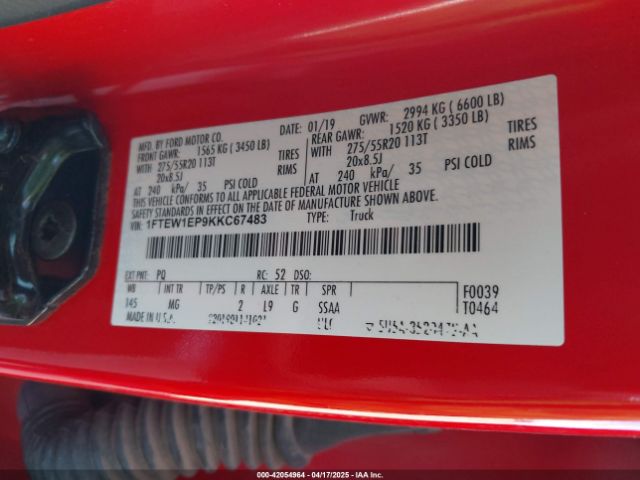 MFD. BY FORD MOTOR CO.
DATE: 01/19 GVWR: 2994 KG ( 6600 LB)
FRONT GAWR: 1565 KG ( 3450 LB) REAR GAWR: 1520 KG ( 3350 LB)
WITH 275/55R20 113T TIRES WITH 275/55R20 113T TIRES
20x8.5J RIMS 20x8.5J RIMS
AT 240 kPa/ 35 PSI COLD AT 240 kPa/ 35 PSI COLD
THIS VEHICLE CONFORMS TO ALL APPLICABLE FEDERAL MOTOR VEHICLE
SAFETY STANDARDS IN EFFECT ON THE DATE OF MANUFACTURE SHOWN ABOVE.
VIN: 1FTEW1EP9KKC67483 TYPE: Truck
EXT PNT: PQ RC: 52 DSO:
WB INT TR TP/PS R AXLE TR SPR F0039
145 MG 2 L9 G SSAA T0464
MADE IN U.S.A.
000-42054964 - 04/17/2025 - IAA Inc.